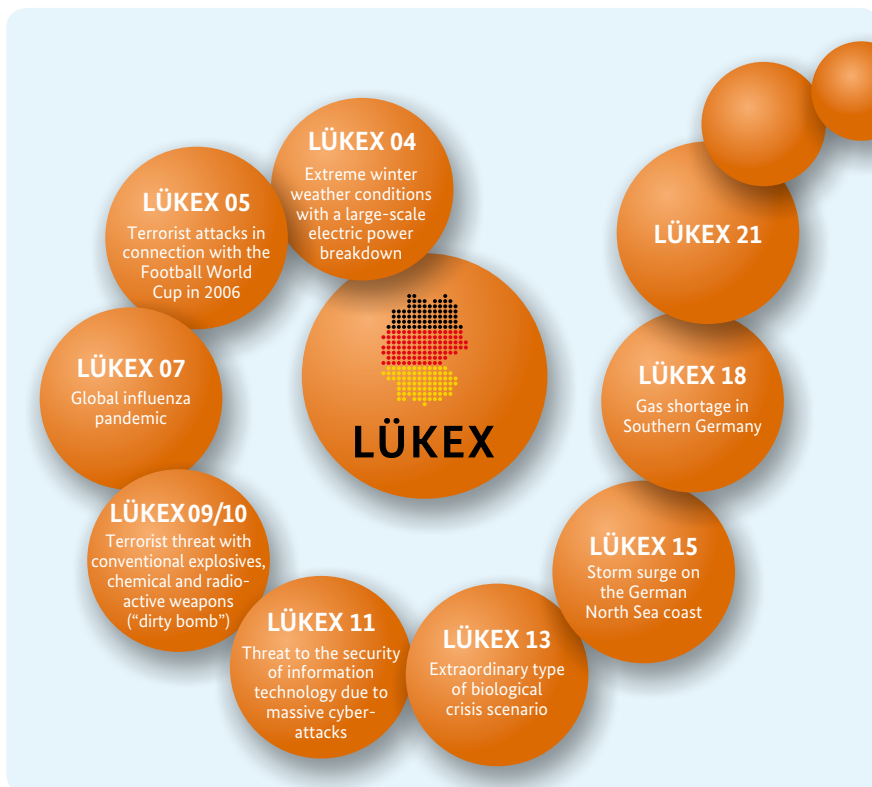 LÜKEX 04
Extreme winter
weather conditions
with a large-scale
electric power
breakdown
LÜKEX 05
Terrorist attacks in
connection with the
Football World
Cup in 2006
LÜKEX 07
Global influenza
pandemic
LÜKEX 09/10
Terrorist threat with
conventional explosives,
chemical and radio-
active weapons
(“dirty bomb”)
LÜKEX 11
Threat to the security
of information
technology due to
massive cyber-
attacks
LÜKEX 13
Extraordinary type
of biological
crisis scenario
LÜKEX 15
Storm surge on
the German
North Sea coast
LÜKEX 18
Gas shortage in
Southern Germany
LÜKEX 21
LÜKEX